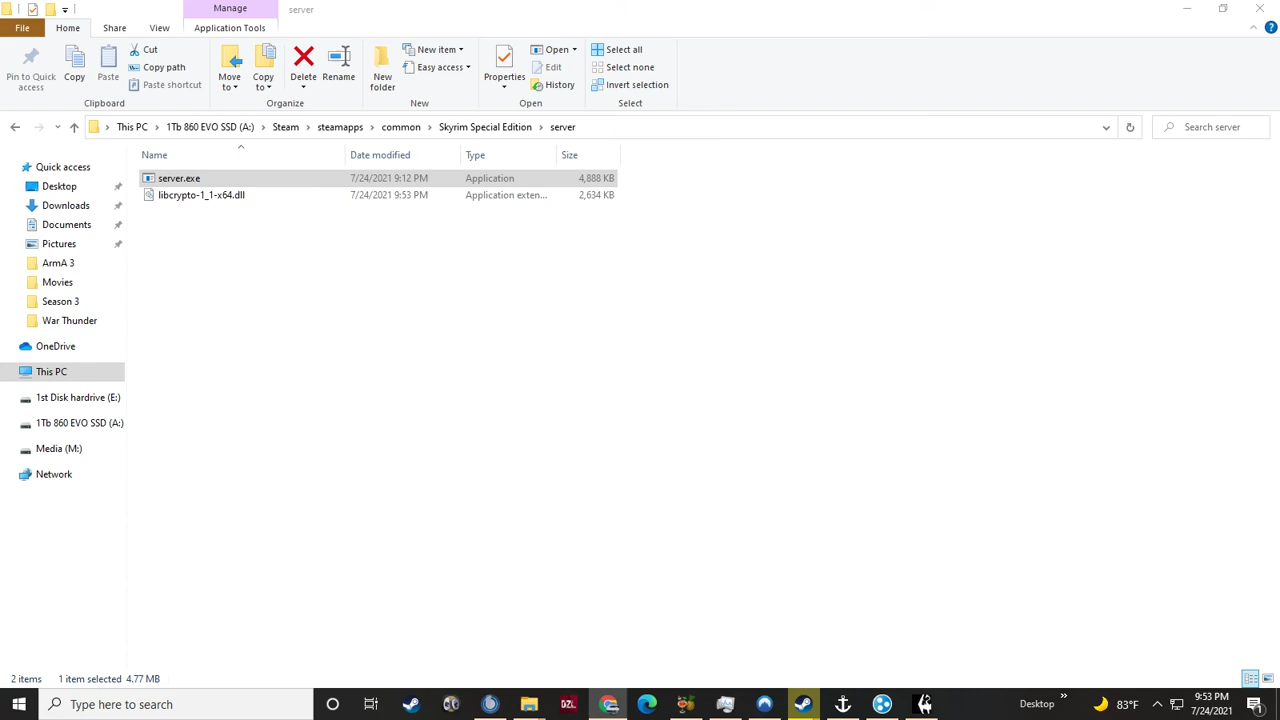 Manage
server
File
Home
Share
View
Application Tools
Pin to Quick access
Copy
Paste
Cut
Copy path
Paste shortcut
Clipboard
Move to
Copy to
Delete
Rename
Organize
New folder
New item
Easy access
New
Properties
Open
Edit
History
Open
Select all
Select none
Invert selection
Select
This PC
1Tb 860 EVO SSD (A:)
Steam
steamapps
common
Skyrim Special Edition
server
Search server
Name
Date modified
Type
Size
server.exe
7/24/2021 9:12 PM
Application
4,888 KB
libcrypto-1_1-x64.dll
7/24/2021 9:53 PM
Application exten...
2,634 KB
Quick access
Desktop
Downloads
Documents
Pictures
ArmA 3
Movies
Season 3
War Thunder
OneDrive
This PC
1st Disk hardrive (E:)
1Tb 860 EVO SSD (A:)
Media (M:)
Network
2 items
1 item selected 4.77 MB
Type here to search
DZL
Desktop
83°F
9:53 PM
7/24/2021
1